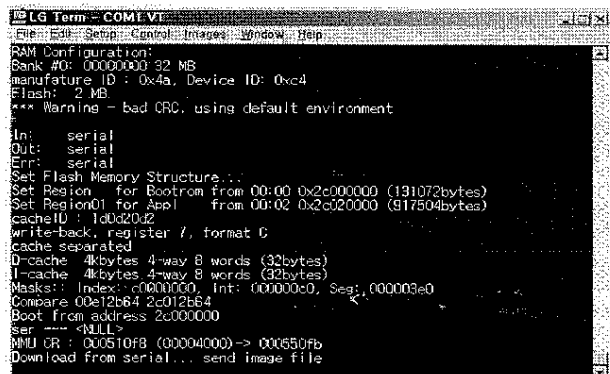 LG Term - COM1 VT
File Edit Setup Control Images Window Help
RAM Configuration:
Bank #0: 00000000 32 MB
manufature ID : 0x4a, Device ID: 0xc4
Flash: 2 MB
*** Warning - bad CRC, using default environment
In: serial
Out: serial
Err: serial
Set Flash Memory Structure...
Set Region for Bootrom from 00:00 0x2c000000 (131072bytes)
Set Region01 for Appl from 00:02 0x2c020000 (917504bytes)
cacheID : 1d0d20d2
write-back, register 7, format C
cache separated
D-cache 4kbytes 4-way 8 words (32bytes)
I-cache 4kbytes 4-way 8 words (32bytes)
Masks:: Index: c0000000, Int: 000000c0, Seg: 000003e0
Compare 00e12b64 2c012b64
Boot from address 2c000000
ser --- <NULL>
MMU CR : 000510f8 (00004000)-> 000550fb
Download from serial... send image file